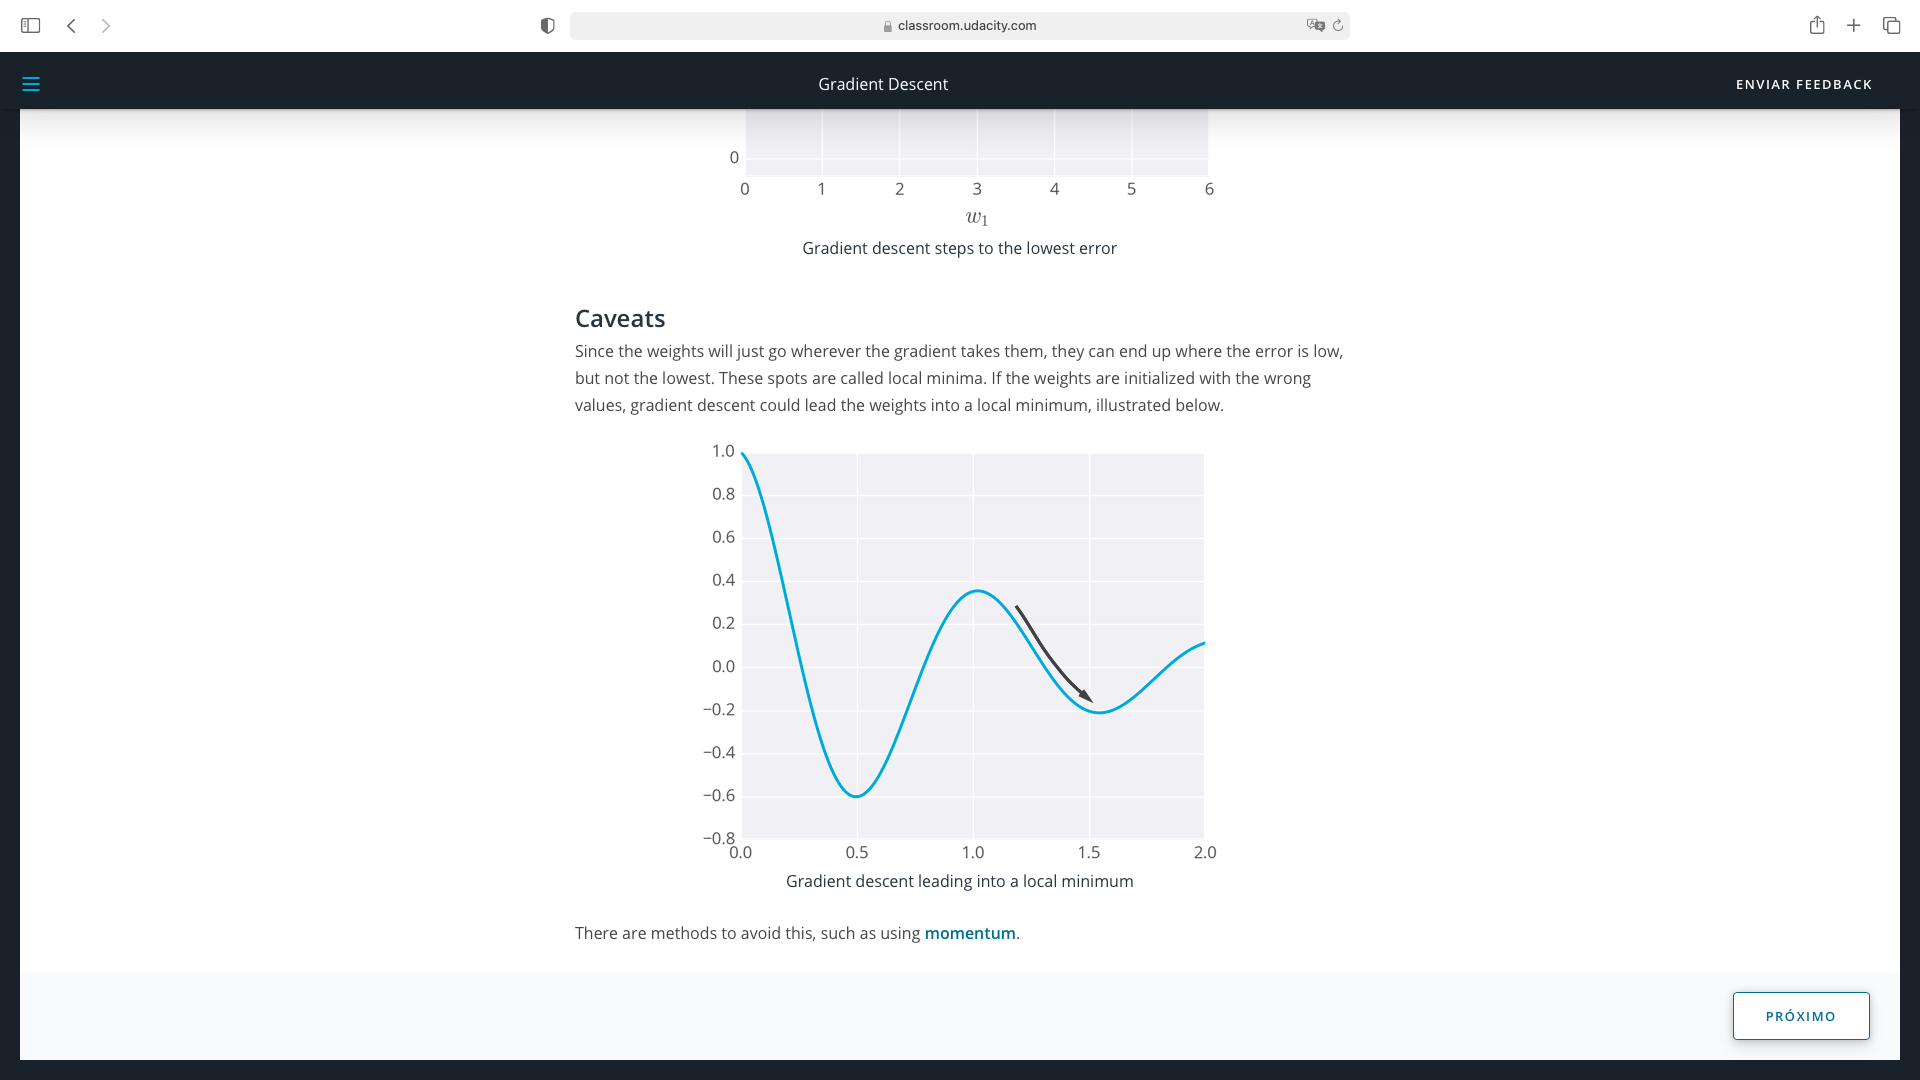 classroom.udacity.com
Gradient Descent
ENVIAR FEEDBACK
0
0 1 2 3 4 5 6
w1
Gradient descent steps to the lowest error
Caveats
Since the weights will just go wherever the gradient takes them, they can end up where the error is low,
but not the lowest. These spots are called local minima. If the weights are initialized with the wrong
values, gradient descent could lead the weights into a local minimum, illustrated below.
1.0
0.8
0.6
0.4
0.2
0.0
−0.2
−0.4
−0.6
−0.8
0.0 0.5 1.0 1.5 2.0
Gradient descent leading into a local minimum
There are methods to avoid this, such as using momentum.
PRÓXIMO